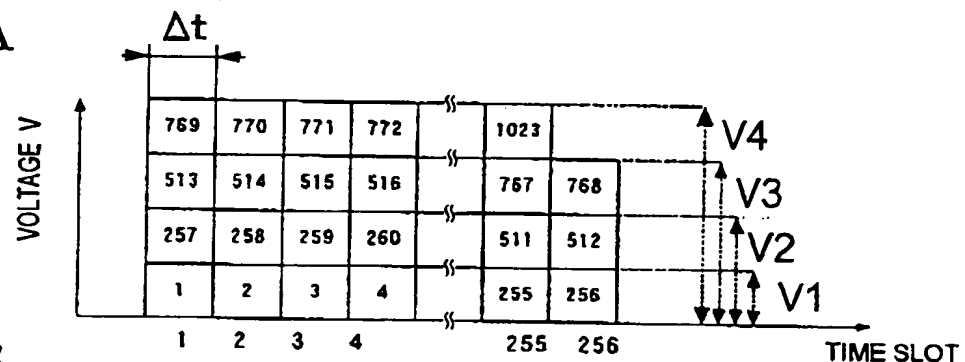 Δt
VOLTAGE V
769 770 771 772 1023
V4
513 514 515 516 767 768
V3
257 258 259 260 511 512
V2
1 2 3 4 255 256
V1
1 2 3 4 255 256
TIME SLOT